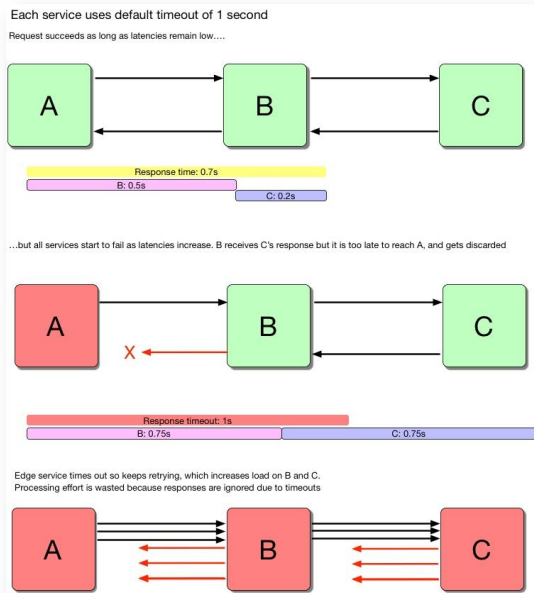 Each service uses default timeout of 1 second
Request succeeds as long as latencies remain low....
A
B
C
Response time: 0.7s
B: 0.5s
C: 0.2s
...but all services start to fail as latencies increase. B receives C's response but it is too late to reach A, and gets discarded
A
B
C
X
Response timeout: 1s
B: 0.75s
C: 0.75s
Edge service times out so keeps retrying, which increases load on B and C.
Processing effort is wasted because responses are ignored due to timeouts
A
B
C